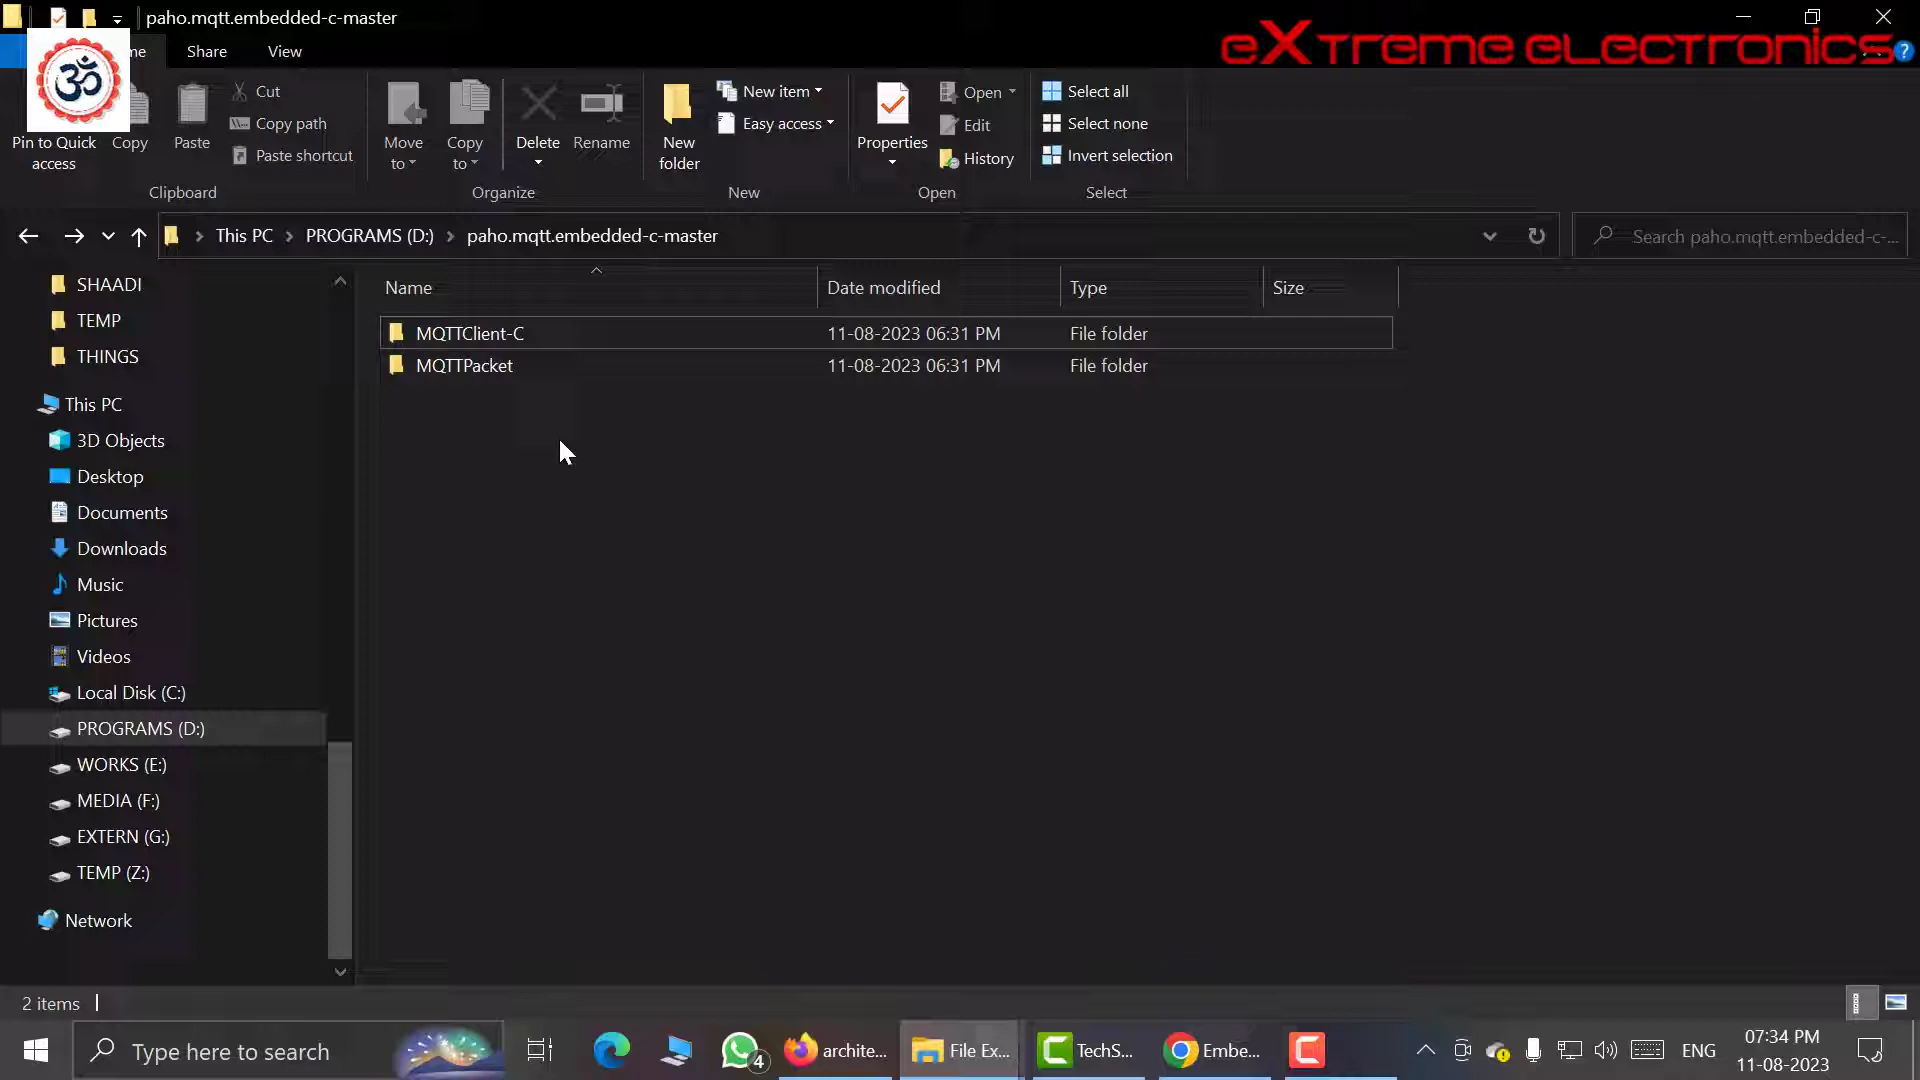 paho.mqtt.embedded-c-master
eXtreme eLECTRONICS
me
Share
View
ॐ
Pin to Quick
access
Copy
Paste
Cut
Copy path
Paste shortcut
Clipboard
Move
to
Copy
to
Delete
Rename
Organize
New
folder
New item
Easy access
New
Properties
Open
Edit
History
Open
Select all
Select none
Invert selection
Select
This PC
PROGRAMS (D:)
paho.mqtt.embedded-c-master
Search paho.mqtt.embedded-c-...
SHAADI
TEMP
THINGS
This PC
3D Objects
Desktop
Documents
Downloads
Music
Pictures
Videos
Local Disk (C:)
PROGRAMS (D:)
WORKS (E:)
MEDIA (F:)
EXTERN (G:)
TEMP (Z:)
Network
Name
Date modified
Type
Size
MQTTClient-C 11-08-2023 06:31 PM File folder
MQTTPacket 11-08-2023 06:31 PM File folder
2 items
Type here to search
4
archite...
File Ex...
TechS...
Embe...
ENG
07:34 PM
11-08-2023